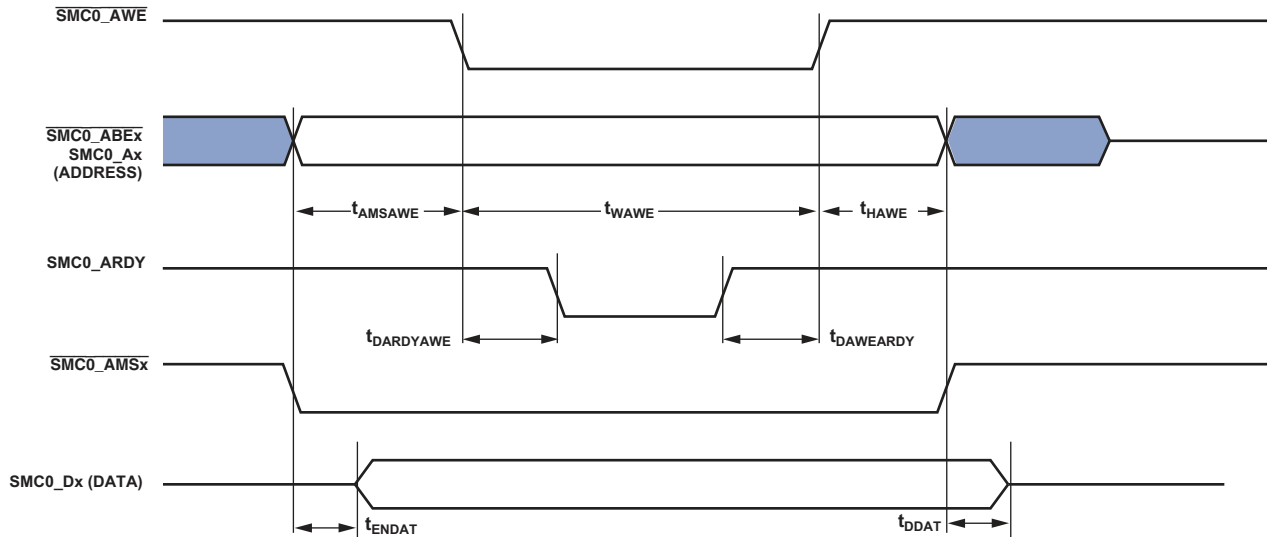 SMC0_AWE
SMC0_ABEx
SMC0_Ax
(ADDRESS)
tAMSAWE
tWAWE
tHAWE
SMC0_ARDY
tDARDYAWE
tDAWEARDY
SMC0_AMSx
SMC0_Dx (DATA)
tENDAT
tDDAT